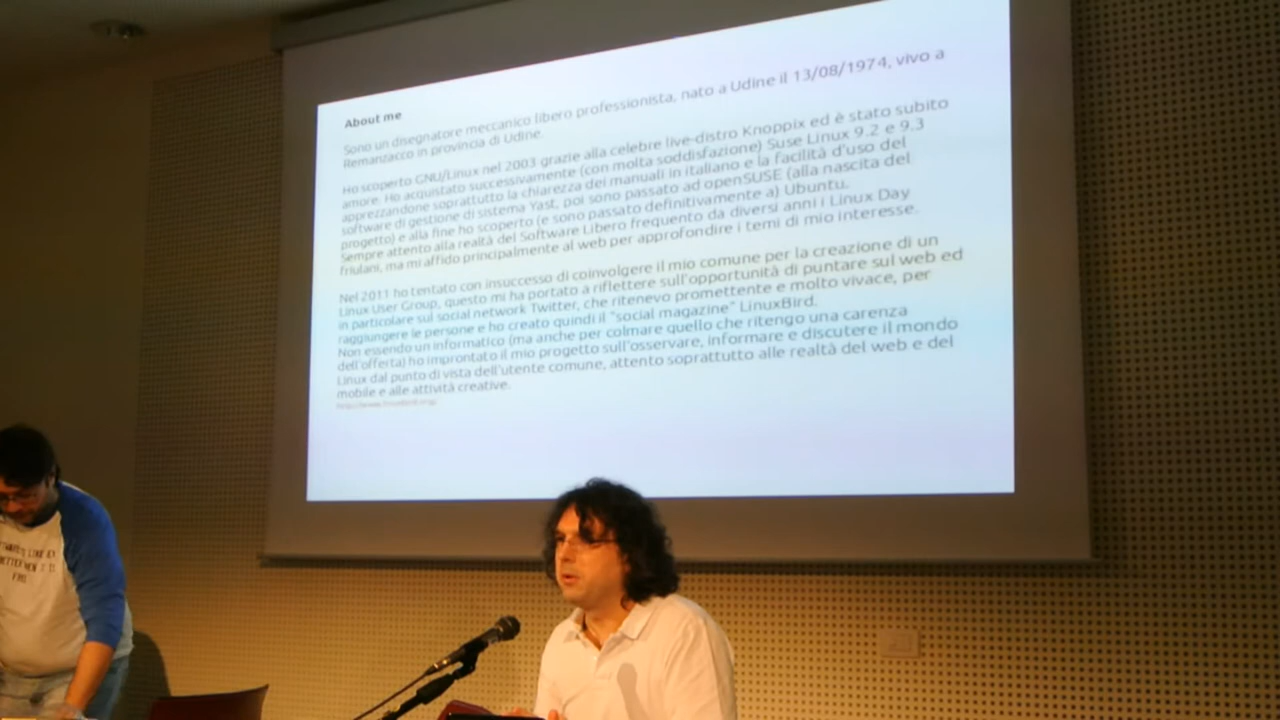 About me
Sono un disegnatore meccanico libero professionista, nato a Udine il 13/08/1974, vivo a
Remanzacco in provincia di Udine.
Ho scoperto GNU/Linux nel 2003 grazie alla celebre live-distro Knoppix ed è stato subito
amore. Ho acquistato successivamente (con molta soddisfazione) Suse Linux 9.2 e 9.3
apprezzandone soprattutto la chiarezza dei manuali in italiano e la facilità d'uso del
software di gestione di sistema Yast, poi sono passato ad openSUSE (alla nascita del
progetto) e alla fine ho scoperto (e sono passato definitivamente a) Ubuntu.
Sempre attento alla realtà del Software Libero frequento da diversi anni i Linux Day
friulani, ma mi affido principalmente al web per approfondire i temi di mio interesse.
Nel 2011 ho tentato con insuccesso di coinvolgere il mio comune per la creazione di un
Linux User Group, questo mi ha portato a riflettere sull'opportunità di puntare sul web ed
in particolare sul social network Twitter, che ritenevo promettente e molto vivace, per
raggiungere le persone e ho creato quindi il "social magazine" LinuxBird.
Non essendo un informatico (ma anche per colmare quello che ritengo una carenza
dell'offerta) ho improntato il mio progetto sull'osservare, informare e discutere il mondo
Linux dal punto di vista dell'utente comune, attento soprattutto alle realtà del web e del
mobile e alle attività creative.